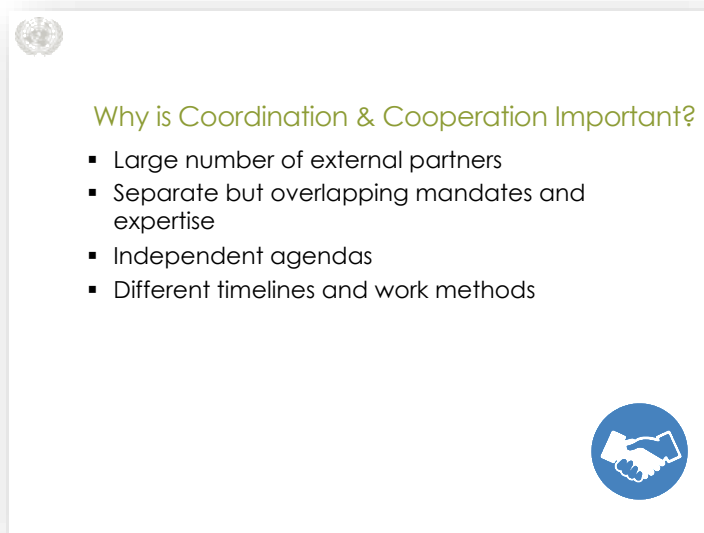 Why is Coordination & Cooperation Important?
▪ Large number of external partners
▪ Separate but overlapping mandates and
expertise
▪ Independent agendas
▪ Different timelines and work methods